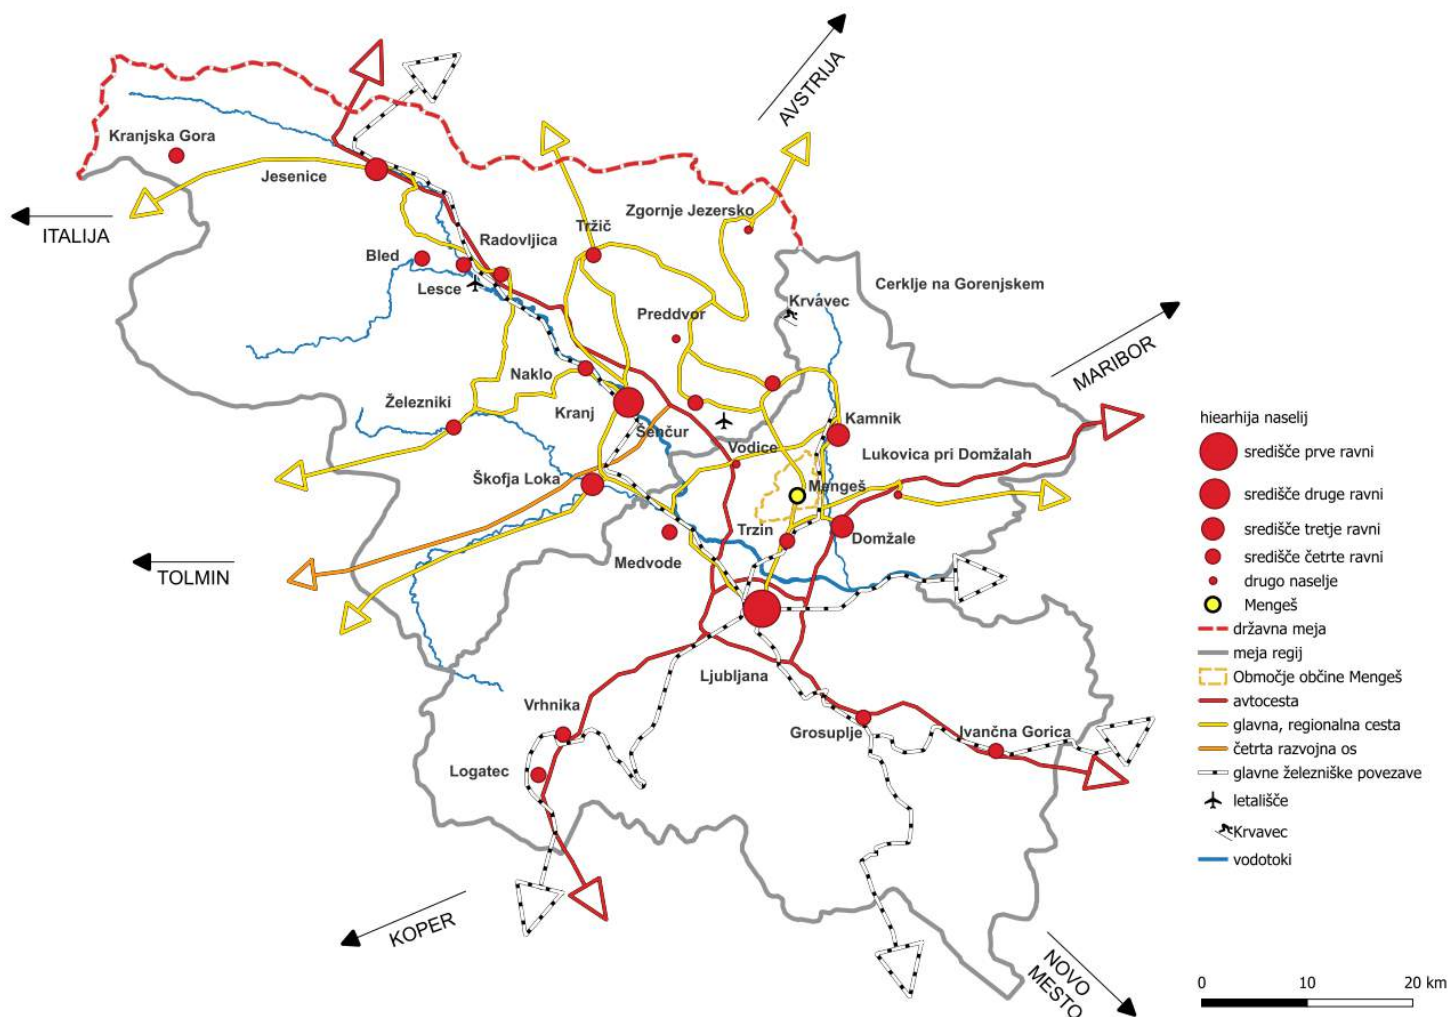 AVSTRIJA
Kranjska Gora
Jesenice
ITALIJA
Zgornje Jezersko
Tržič
Radovljica
Bled
Lesce
Cerklje na Gorenjskem
Krvavec
Preddvor
MARIBOR
Naklo
Železniki
Kranj
Šenčur
Kamnik
Vodice
Lukovica pri Domžalah
Škofja Loka
Mengeš
Trzin
Domžale
Medvode
TOLMIN
Ljubljana
Vrhnika
Grosuplje
Ivančna Gorica
Logatec
KOPER
NOVO
MESTO
hiearhija naselij
središče prve ravni
središče druge ravni
središče tretje ravni
središče četrte ravni
drugo naselje
Mengeš
državna meja
meja regij
Območje občine Mengeš
avtocesta
glavna, regionalna cesta
četrta razvojna os
glavne železniške povezave
letališče
Krvavec
vodotoki
0 10 20 km